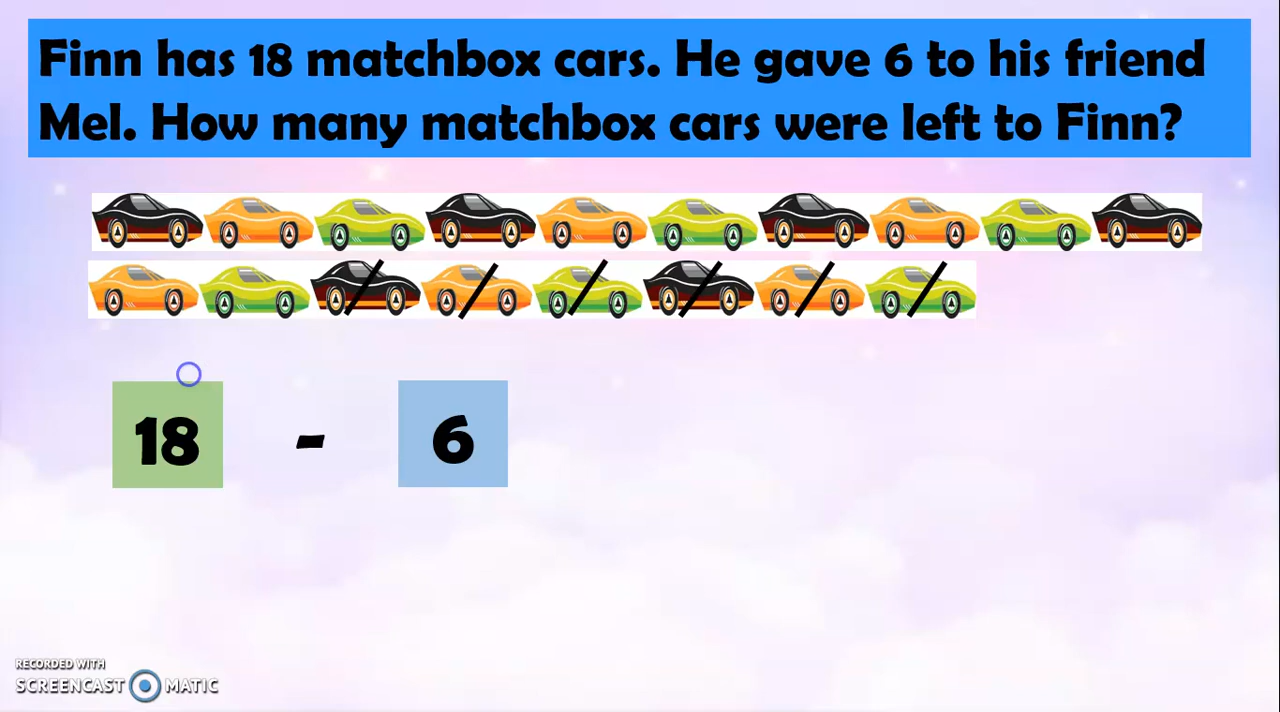 Finn has 18 matchbox cars. He gave 6 to his friend
Mel. How many matchbox cars were left to Finn?
18 - 6
RECORDED WITH
SCREENCAST MATIC